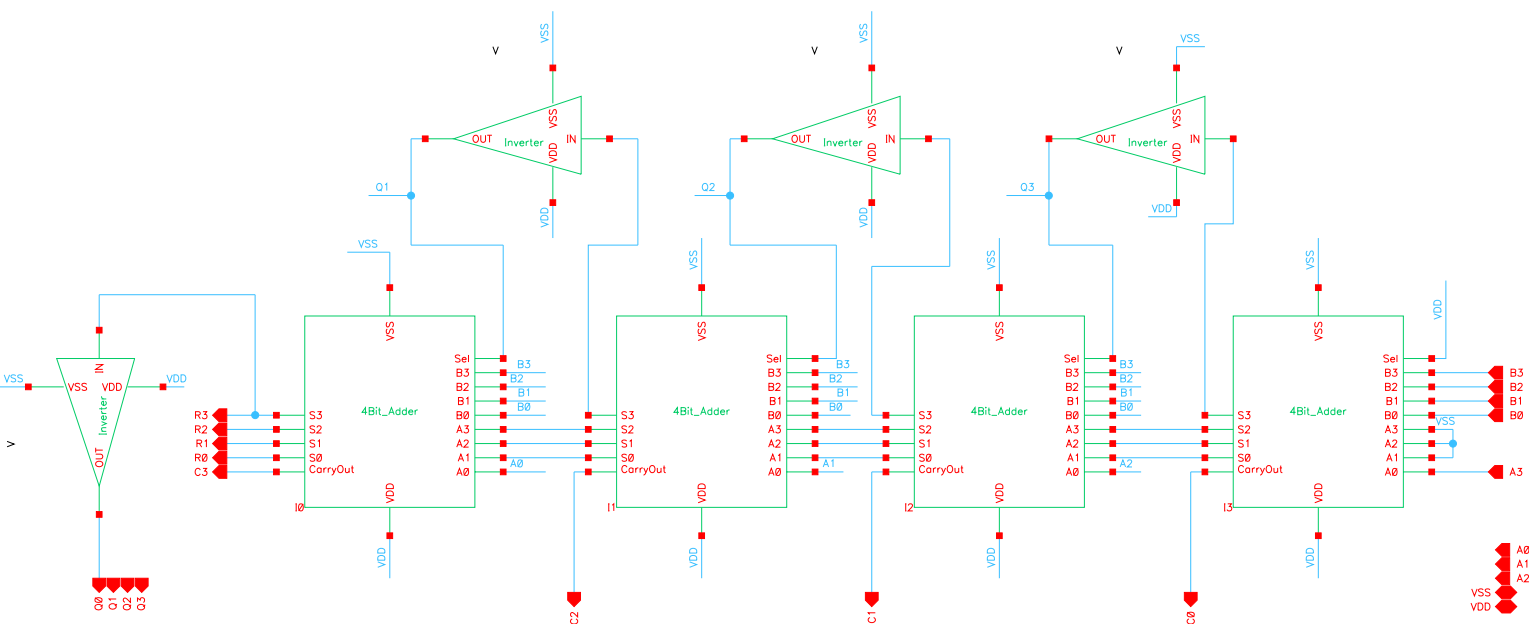 VSS
V
VSS
V
VSS
V
VSS
OUT
Inverter
IN
VSS
VDD
VDD
Q1
OUT
Inverter
IN
VSS
VDD
VDD
Q2
OUT
Inverter
IN
VSS
VDD
VDD
Q3
VSS
VSS
VSS
VSS
VDD
VSS
IN
VSS
VDD
VDD
Inverter
OUT
V
R3
R2
R1
R0
C3
VSS
S3
S2
S1
S0
CarryOut
4Bit_Adder
Sel
B3
B2
B1
B0
A3
A2
A1
A0
VDD
I0
VDD
B3
B2
B1
B0
A0
VSS
S3
S2
S1
S0
CarryOut
4Bit_Adder
Sel
B3
B2
B1
B0
A3
A2
A1
A0
VDD
I1
VDD
B3
B2
B1
B0
A1
VSS
S3
S2
S1
S0
CarryOut
4Bit_Adder
Sel
B3
B2
B1
B0
A3
A2
A1
A0
VDD
I2
VDD
B3
B2
B1
B0
A2
VSS
S3
S2
S1
S0
CarryOut
4Bit_Adder
Sel
B3
B2
B1
B0
A3
A2
A1
A0
VDD
I3
VDD
B3
B2
B1
B0
VSS
A3
Q0
Q1
Q2
Q3
C2
C1
C0
A0
A1
A2
VSS
VDD